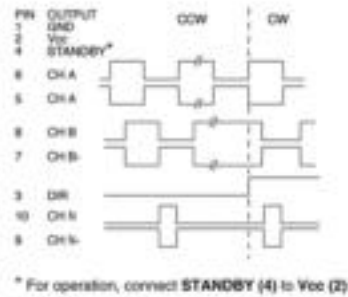 PIN OUTPUT CCW CW
1 GND
2 Vcc
4 STANDBY*
6 CH A
5 CH A
8 CH B
7 CH B-
3 DIR
10 CH N
9 CH N-
* For operation, connect STANDBY (4) to Vcc (2)